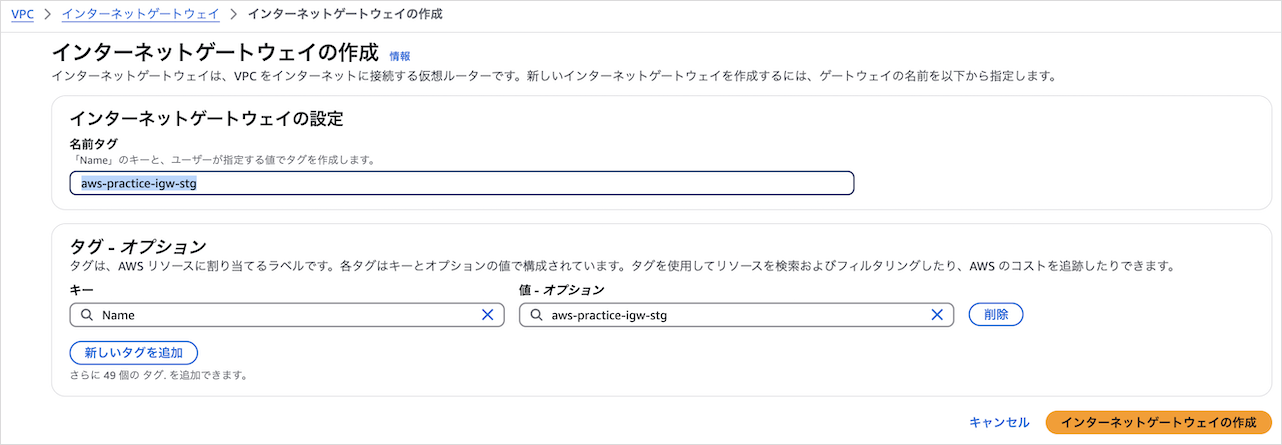 VPC > インターネットゲートウェイ > インターネットゲートウェイの作成
インターネットゲートウェイの作成 情報
インターネットゲートウェイは、VPC をインターネットに接続する仮想ルーターです。新しいインターネットゲートウェイを作成するには、ゲートウェイの名前を以下から指定します。
インターネットゲートウェイの設定
名前タグ
「Name」のキーと、ユーザーが指定する値でタグを作成します。
aws-practice-igw-stg
タグ - オプション
タグは、AWS リソースに割り当てるラベルです。各タグはキーとオプションの値で構成されています。タグを使用してリソースを検索およびフィルタリングしたり、AWS のコストを追跡したりできます。
キー 値 - オプション
Name aws-practice-igw-stg 削除
新しいタグを追加
さらに 49 個の タグ. を追加できます。
キャンセル インターネットゲートウェイの作成